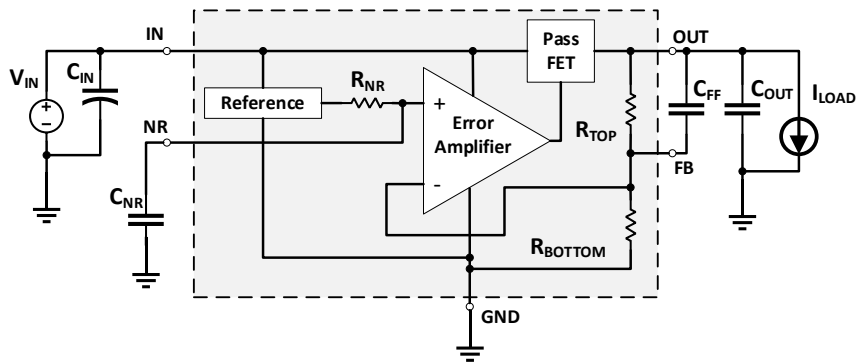 IN
Pass
FET
OUT
V_IN
C_IN
R_NR
Reference
+
Error
Amplifier
-
R_TOP
C_FF
C_OUT
I_LOAD
NR
FB
C_NR
R_BOTTOM
GND